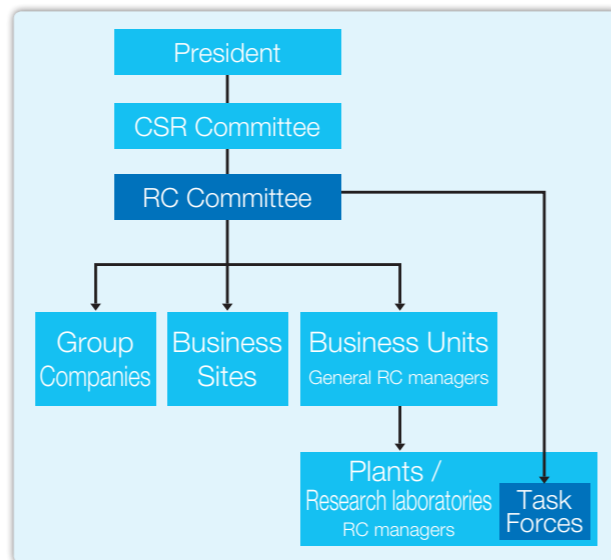 President
CSR Committee
RC Committee
Group
Companies
Business
Sites
Business Units
General RC managers
Plants /
Research laboratories
RC managers
Task
Forces